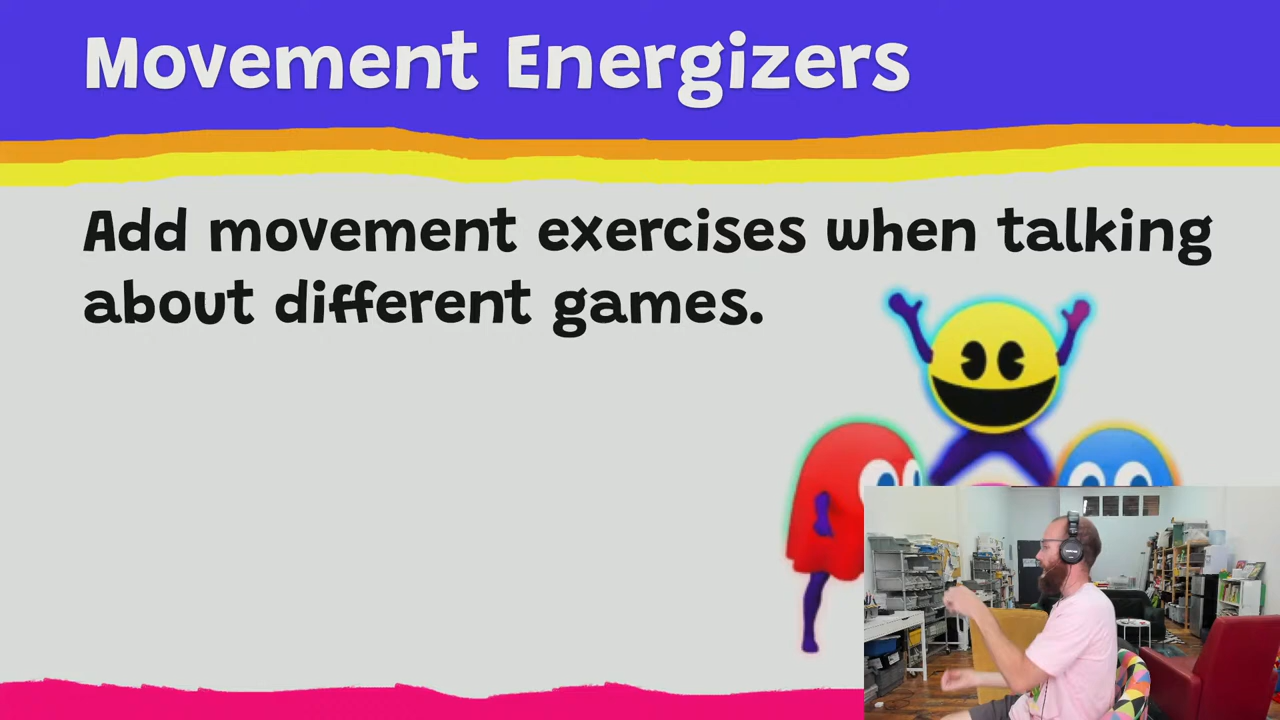 Movement Energizers
Add movement exercises when talking
about different games.